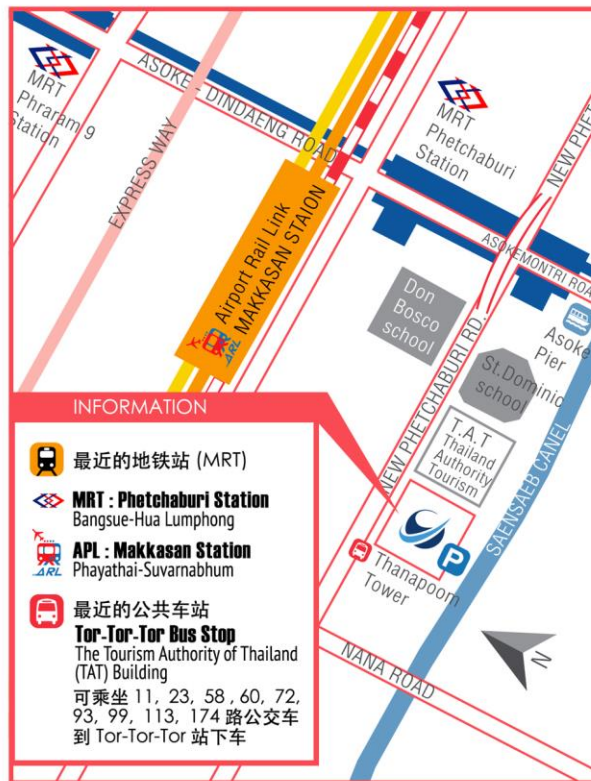 MRT
Phraram 9
Station
EXPRESS WAY
ASOKE - DINDAENG ROAD
Airport Rail Link
MAKKASAN STAION
ARL
MRT
Phetchaburi
Station
NEW PHET
ASOKEMONTRI ROA
Don
Bosco
school
Asoke
Pier
St.Dominic
school
NEW PHETCHABURI RD.
T.A.T
Thailand
Authority
Tourism
SAENSAEB CANEL
P
Thanapoom
Tower
NANA ROAD
N
INFORMATION
最近的地铁站 (MRT)
MRT : Phetchaburi Station
Bangsue-Hua Lumphong
APL : Makkasan Station
Phayathai-Suvarnabhum
ARL
最近的公共车站
Tor-Tor-Tor Bus Stop
The Tourism Authority of Thailand
(TAT) Building
可乘坐 11, 23, 58 , 60, 72,
93, 99, 113, 174 路公交车
到 Tor-Tor-Tor 站下车